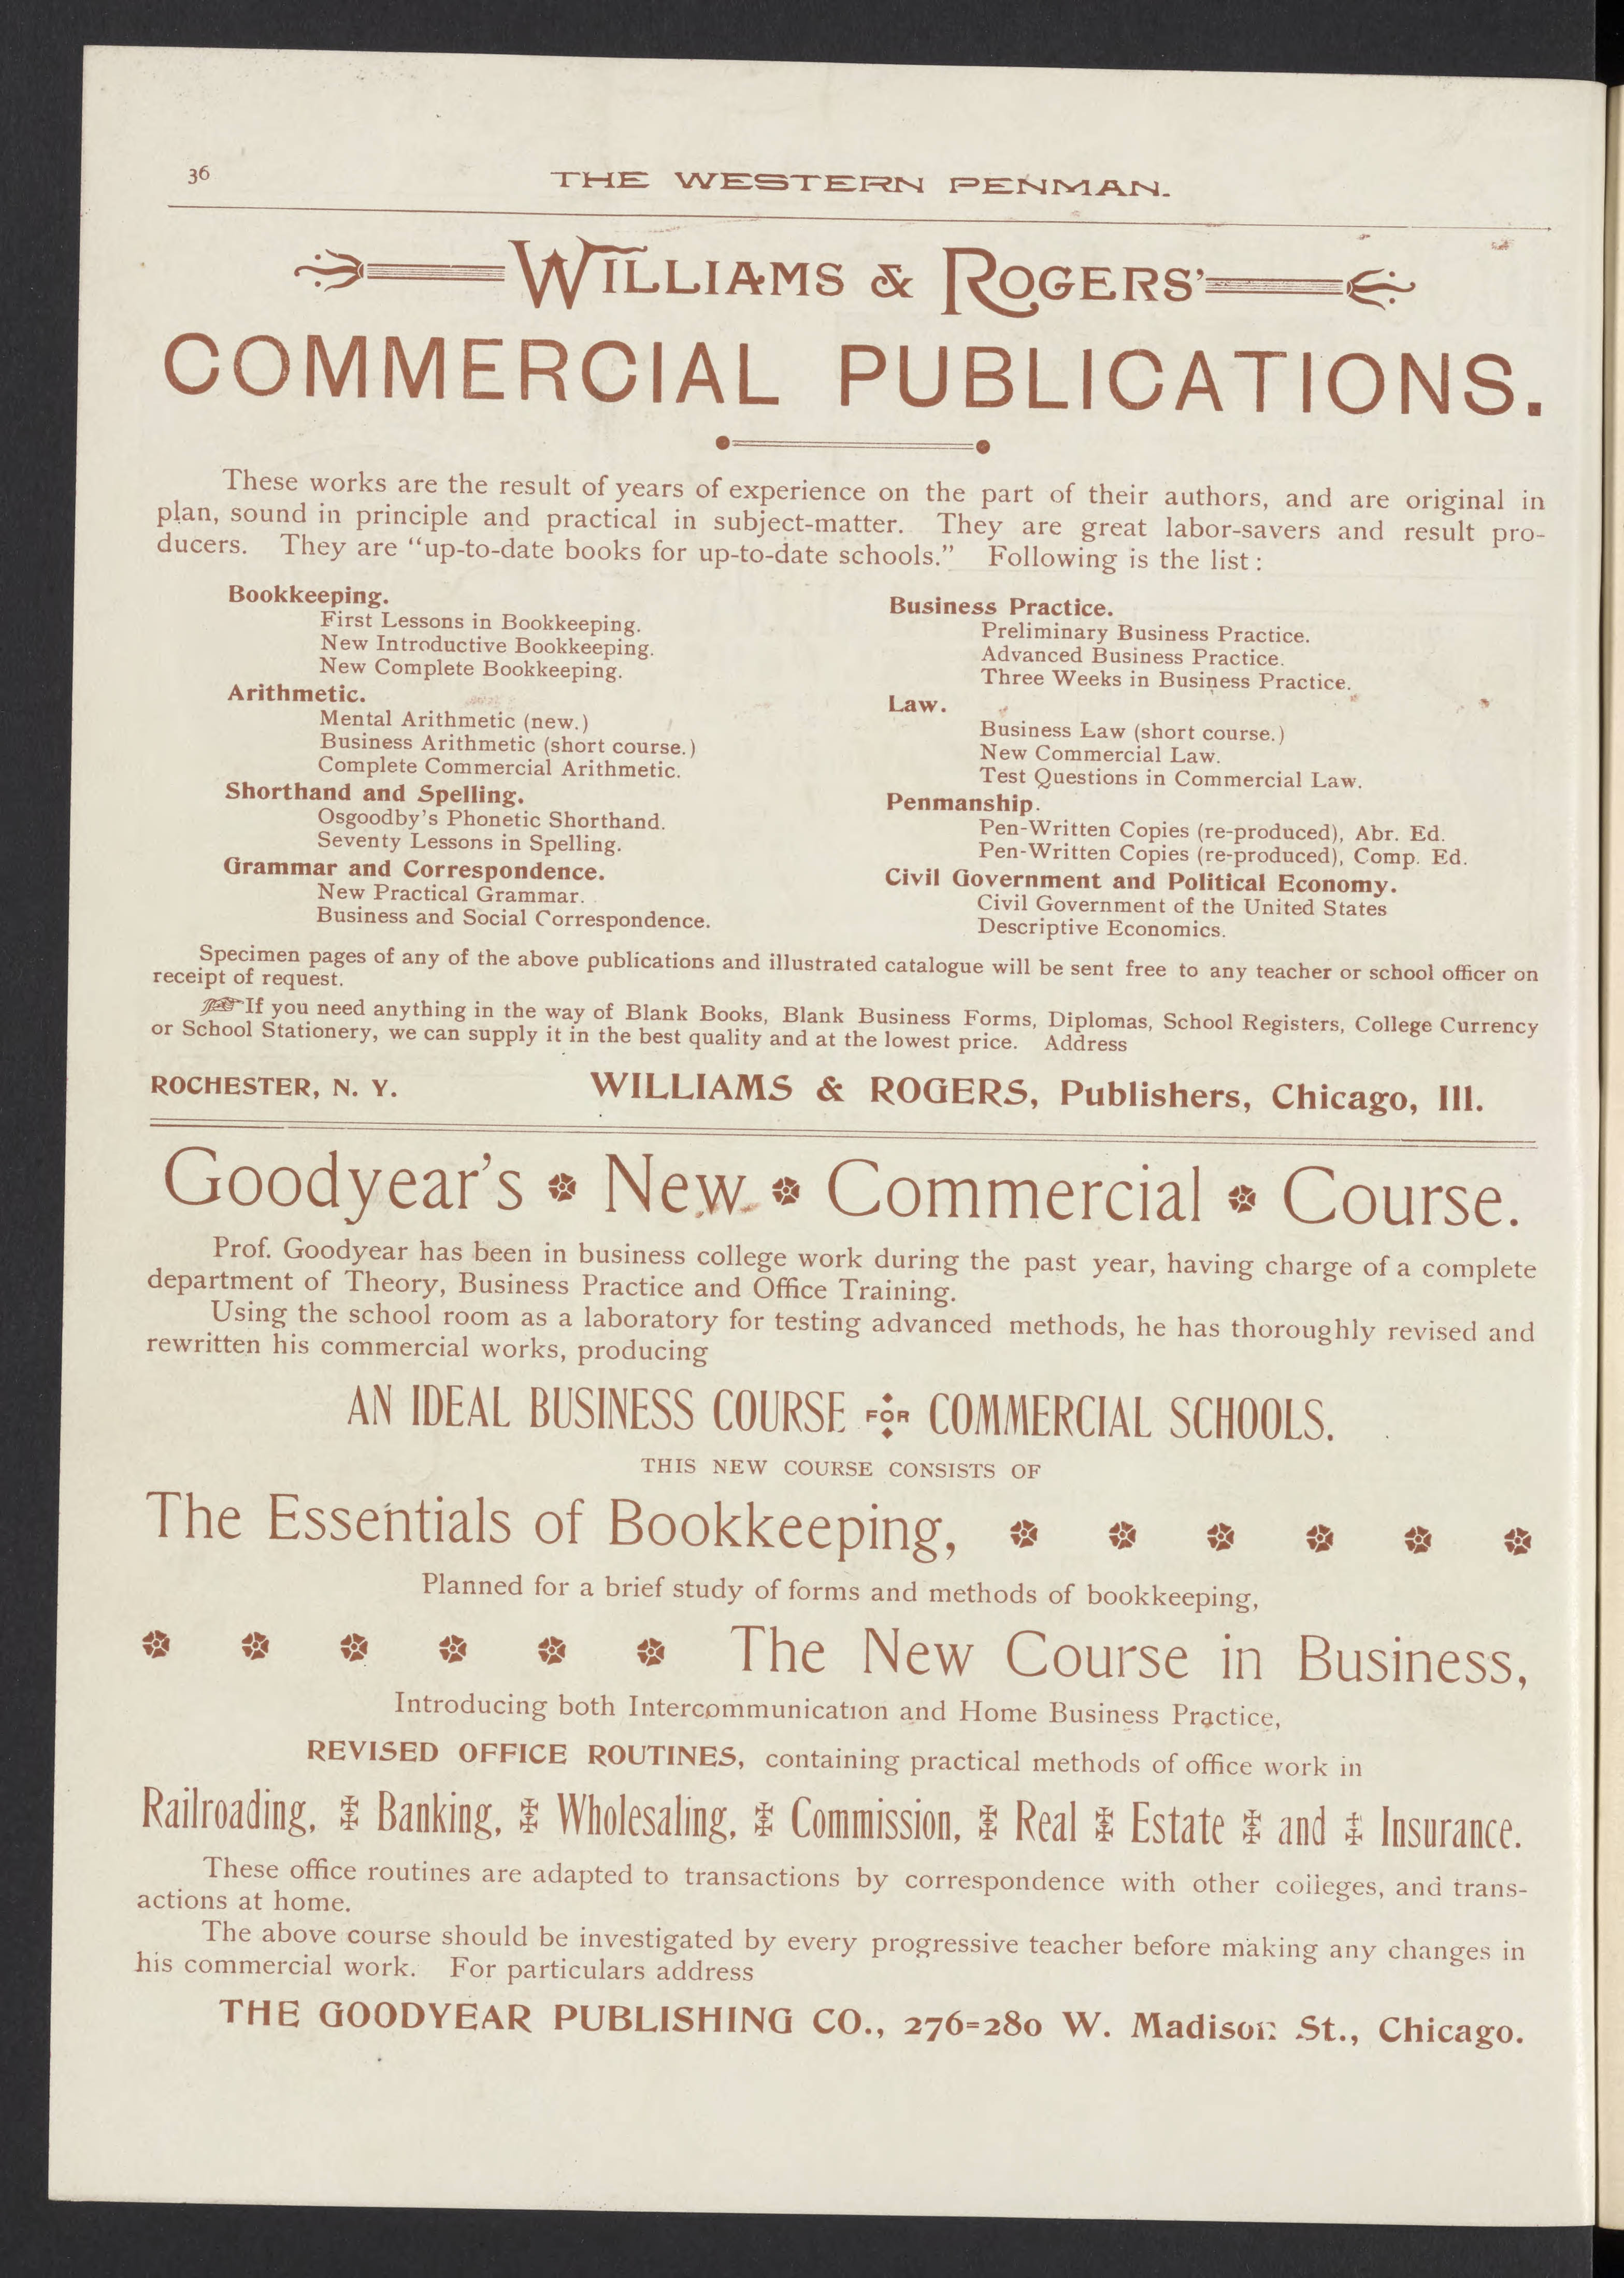 36
THE WESTERN PENMAN.
WILLIAMS & ROGERS'
COMMERCIAL PUBLICATIONS.
These works are the result of years of experience on the part of their authors, and are original in
plan, sound in principle and practical in subject-matter. They are great labor-savers and result pro-
ducers. They are "up-to-date books for up-to-date schools." Following is the list:
Bookkeeping.
First Lessons in Bookkeeping.
New Introductive Bookkeeping.
New Complete Bookkeeping.
Arithmetic.
Mental Arithmetic (new.)
Business Arithmetic (short course.)
Complete Commercial Arithmetic.
Shorthand and Spelling.
Osgoodby's Phonetic Shorthand.
Seventy Lessons in Spelling.
Grammar and Correspondence.
New Practical Grammar.
Business and Social Correspondence.
Business Practice.
Preliminary Business Practice.
Advanced Business Practice.
Three Weeks in Business Practice.
Law.
Business Law (short course.)
New Commercial Law.
Test Questions in Commercial Law.
Penmanship.
Pen-Written Copies (re-produced), Abr. Ed.
Pen-Written Copies (re-produced), Comp. Ed.
Civil Government and Political Economy.
Civil Government of the United States
Descriptive Economics.
Specimen pages of any of the above publications and illustrated catalogue will be sent free to any teacher or school officer on
receipt of request.
If you need anything in the way of Blank Books, Blank Business Forms, Diplomas, School Registers, College Currency
or School Stationery, we can supply it in the best quality and at the lowest price. Address
ROCHESTER, N. Y. WILLIAMS & ROGERS, Publishers, Chicago, Ill.
Goodyear's New Commercial Course.
Prof. Goodyear has been in business college work during the past year, having charge of a complete
department of Theory, Business Practice and Office Training.
Using the school room as a laboratory for testing advanced methods, he has thoroughly revised and
rewritten his commercial works, producing
AN IDEAL BUSINESS COURSE FOR COMMERCIAL SCHOOLS.
THIS NEW COURSE CONSISTS OF
The Essentials of Bookkeeping,
Planned for a brief study of forms and methods of bookkeeping,
The New Course in Business,
Introducing both Intercommunication and Home Business Practice,
REVISED OFFICE ROUTINES, containing practical methods of office work in
Railroading, Banking, Wholesaling, Commission, Real Estate and Insurance.
These office routines are adapted to transactions by correspondence with other colleges, and trans-
actions at home.
The above course should be investigated by every progressive teacher before making any changes in
his commercial work. For particulars address
THE GOODYEAR PUBLISHING CO., 276=280 W. Madison St., Chicago.